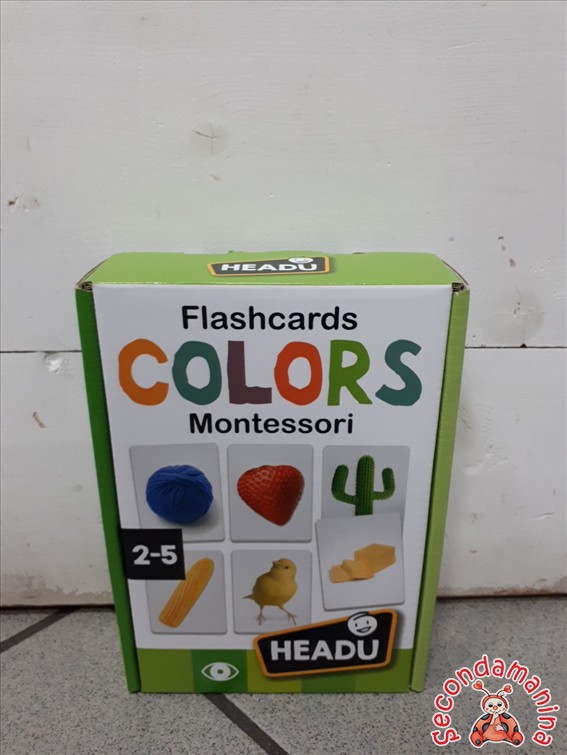 HEADU
Flashcards
COLORS
Montessori
2-5
HEADU
secondamanina